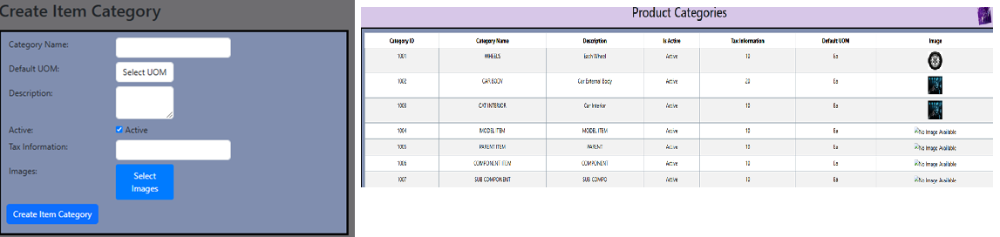 Create Item Category
Category Name:
Default UOM: Select UOM
Description:
Active: Active
Tax Information:
Images: Select Images
Create Item Category
Product Categories
Category ID Category Name Description Is Active Tax Information Default UOM Image
1001 WHEELS Each Wheel Active 10 Ea
1002 CAR BODY Car External Body Active 20 Ea
1003 CAT INTERIOR Car Interior Active 10 Ea
1004 MODEL ITEM MODEL ITEM Active 10 Ea No Image Available
1005 PARENT ITEM PARENT Active 10 Ea No Image Available
1006 COMPONENT ITEM COMPONENT Active 10 Ea No Image Available
1007 SUB COMPONENT SUB COMPO Active 10 Ea No Image Available